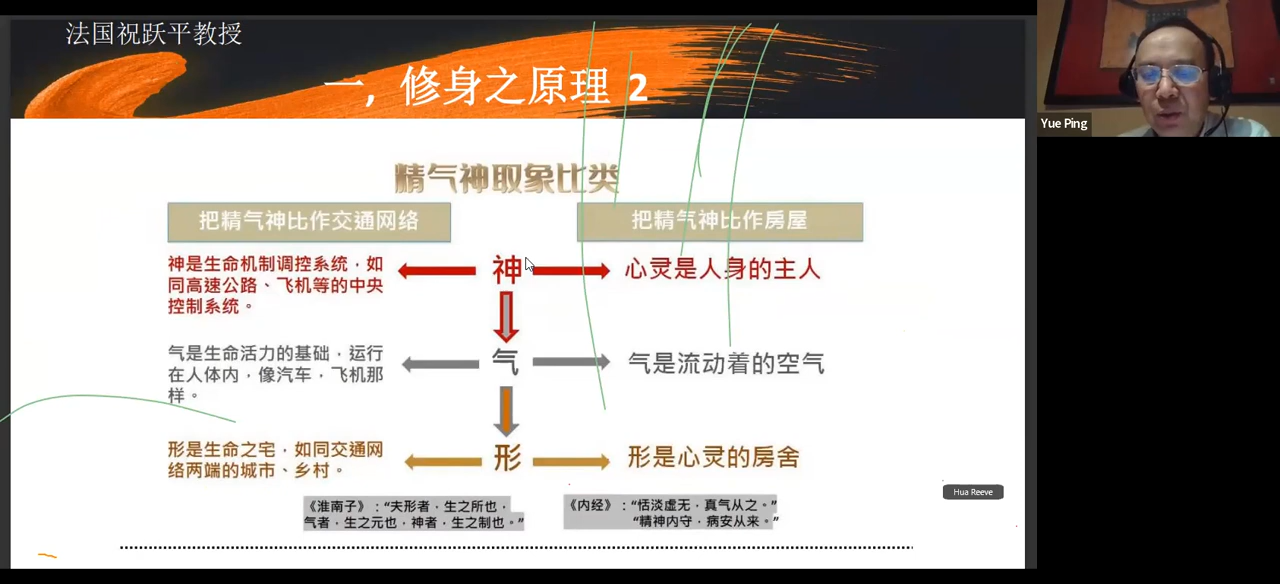 法国祝跃平教授
一，修身之原理 2
Yue Ping
精气神取象比类
把精气神比作交通网络
把精气神比作房屋
神是生命机制调控系统，如
同高速公路、飞机等的中央
控制系统。
神
心灵是人身的主人
气是生命活力的基础，运行
在人体内，像汽车，飞机那
样。
气
气是流动着的空气
形是生命之宅，如同交通网
络两端的城市、乡村。
形
形是心灵的房舍
Hua Reeve
《淮南子》：“夫形者，生之所也，
气者，生之元也，神者，生之制也。”
《内经》：“恬淡虚无，真气从之。”
“精神内守，病安从来。”